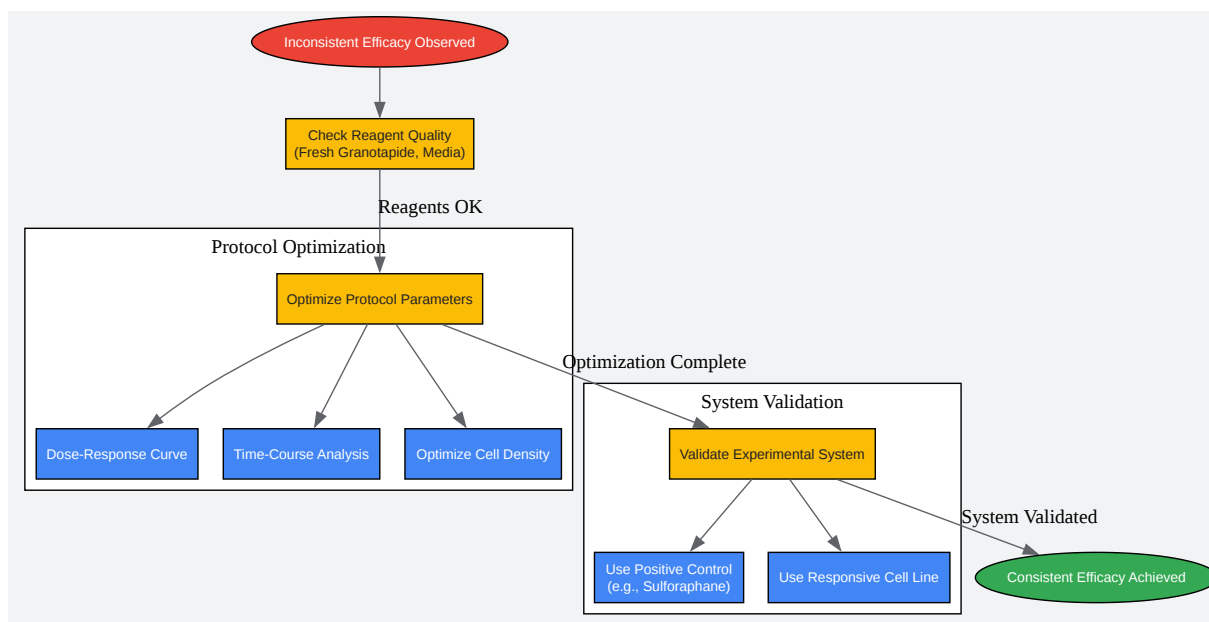 Inconsistent Efficacy Observed
Check Reagent Quality
(Fresh Granotapide, Media)
Reagents OK
Protocol Optimization
Optimize Protocol Parameters
Optimization Complete
Dose-Response Curve
Time-Course Analysis
Optimize Cell Density
System Validation
Validate Experimental System
System Validated
Use Positive Control
(e.g., Sulforaphane)
Use Responsive Cell Line
Consistent Efficacy Achieved